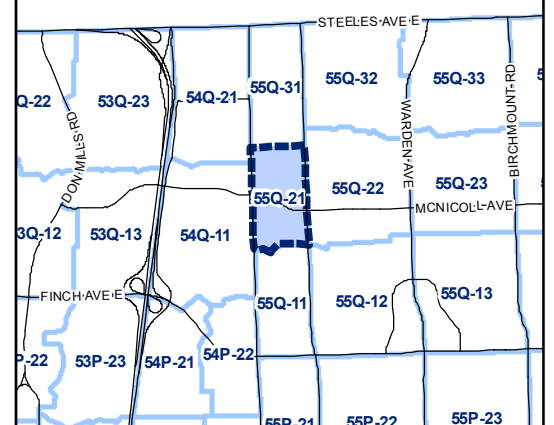 STEELES AVE E
Q-22
53Q-23
54Q-21
55Q-31
55Q-32
55Q-33
BIRCHMOUNT RD
DON MILLS RD
WARDEN AVE
55Q-21
55Q-22
55Q-23
MCNICOLL AVE
3Q-12
53Q-13
54Q-11
FINCH AVE E
55Q-11
55Q-12
55Q-13
P-22
53P-23
54P-21
54P-22
55P-21
55P-22
55P-23